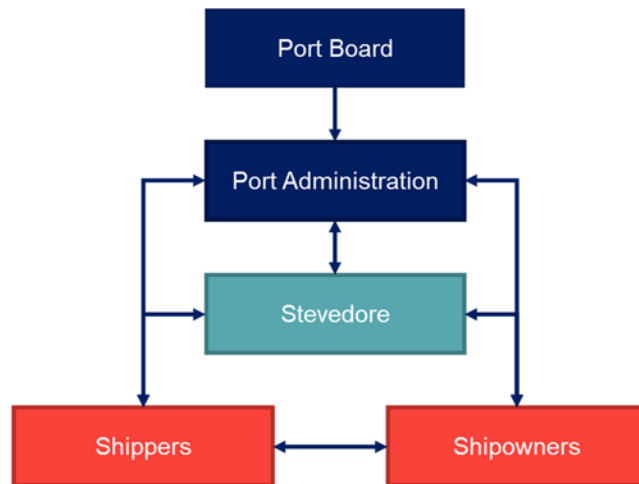 Port Board
Port Administration
Stevedore
Shippers
Shipowners